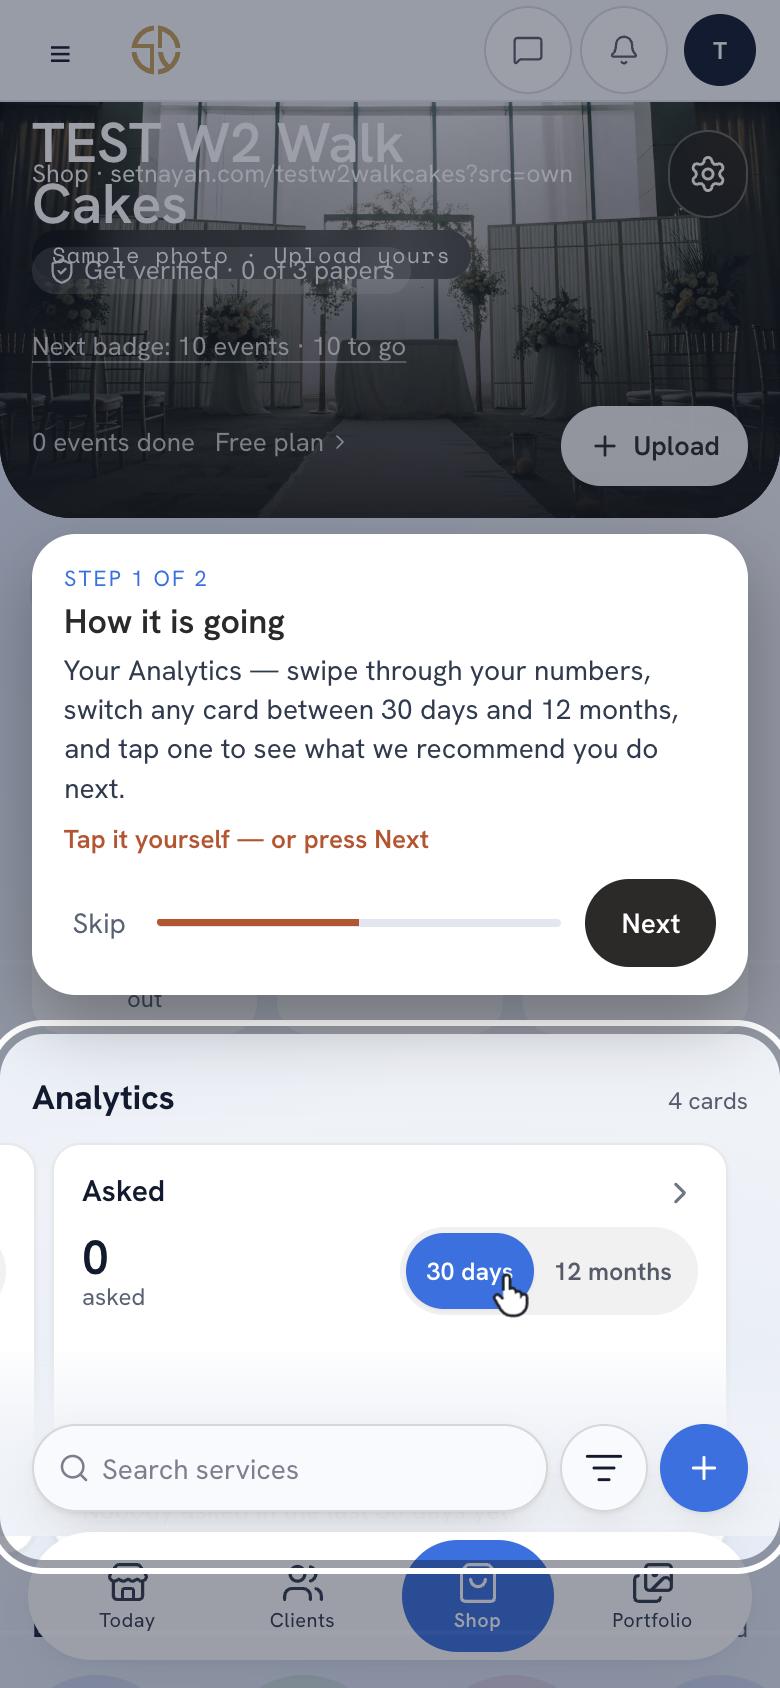 T
TEST W2 Walk
Shop · setnayan.com/testw2walkcakes?src=own
Cakes
Sample photo · Upload yours
Get verified · 0 of 3 papers
Next badge: 10 events · 10 to go
0 events done Free plan
+ Upload
STEP 1 OF 2
How it is going
Your Analytics — swipe through your numbers,
switch any card between 30 days and 12 months,
and tap one to see what we recommend you do
next.
Tap it yourself — or press Next
Skip
Next
out
Analytics
4 cards
Asked
0
asked
30 days
12 months
Search services
Today
Clients
Shop
Portfolio